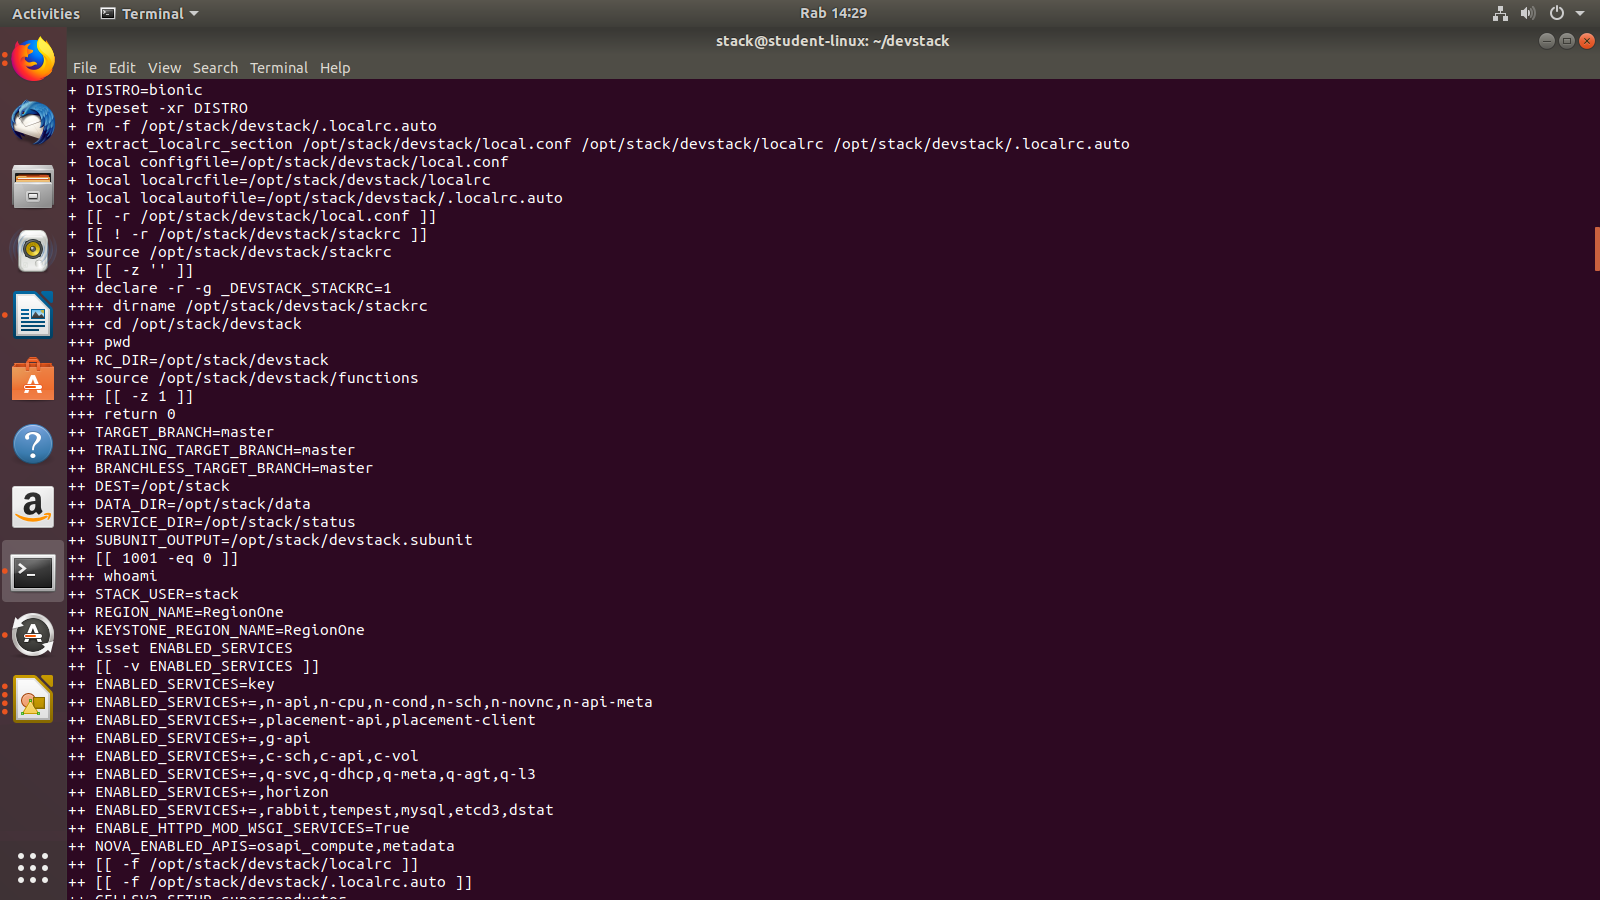 Activities Terminal Rab 14:29
stack@student-linux: ~/devstack
File Edit View Search Terminal Help
+ DISTRO=bionic
+ typeset -xr DISTRO
+ rm -f /opt/stack/devstack/.localrc.auto
+ extract_localrc_section /opt/stack/devstack/local.conf /opt/stack/devstack/localrc /opt/stack/devstack/.localrc.auto
+ local configfile=/opt/stack/devstack/local.conf
+ local localrcfile=/opt/stack/devstack/localrc
+ local localautofile=/opt/stack/devstack/.localrc.auto
+ [[ -r /opt/stack/devstack/local.conf ]]
+ [[ ! -r /opt/stack/devstack/stackrc ]]
+ source /opt/stack/devstack/stackrc
++ [[ -z '' ]]
++ declare -r -g _DEVSTACK_STACKRC=1
++++ dirname /opt/stack/devstack/stackrc
+++ cd /opt/stack/devstack
+++ pwd
++ RC_DIR=/opt/stack/devstack
++ source /opt/stack/devstack/functions
+++ [[ -z 1 ]]
+++ return 0
++ TARGET_BRANCH=master
++ TRAILING_TARGET_BRANCH=master
++ BRANCHLESS_TARGET_BRANCH=master
++ DEST=/opt/stack
++ DATA_DIR=/opt/stack/data
++ SERVICE_DIR=/opt/stack/status
++ SUBUNIT_OUTPUT=/opt/stack/devstack.subunit
++ [[ 1001 -eq 0 ]]
+++ whoami
++ STACK_USER=stack
++ REGION_NAME=RegionOne
++ KEYSTONE_REGION_NAME=RegionOne
++ isset ENABLED_SERVICES
++ [[ -v ENABLED_SERVICES ]]
++ ENABLED_SERVICES=key
++ ENABLED_SERVICES+=,n-api,n-cpu,n-cond,n-sch,n-novnc,n-api-meta
++ ENABLED_SERVICES+=,placement-api,placement-client
++ ENABLED_SERVICES+=,g-api
++ ENABLED_SERVICES+=,c-sch,c-api,c-vol
++ ENABLED_SERVICES+=,q-svc,q-dhcp,q-meta,q-agt,q-l3
++ ENABLED_SERVICES+=,horizon
++ ENABLED_SERVICES+=,rabbit,tempest,mysql,etcd3,dstat
++ ENABLE_HTTPD_MOD_WSGI_SERVICES=True
++ NOVA_ENABLED_APIS=osapi_compute,metadata
++ [[ -f /opt/stack/devstack/localrc ]]
++ [[ -f /opt/stack/devstack/.localrc.auto ]]